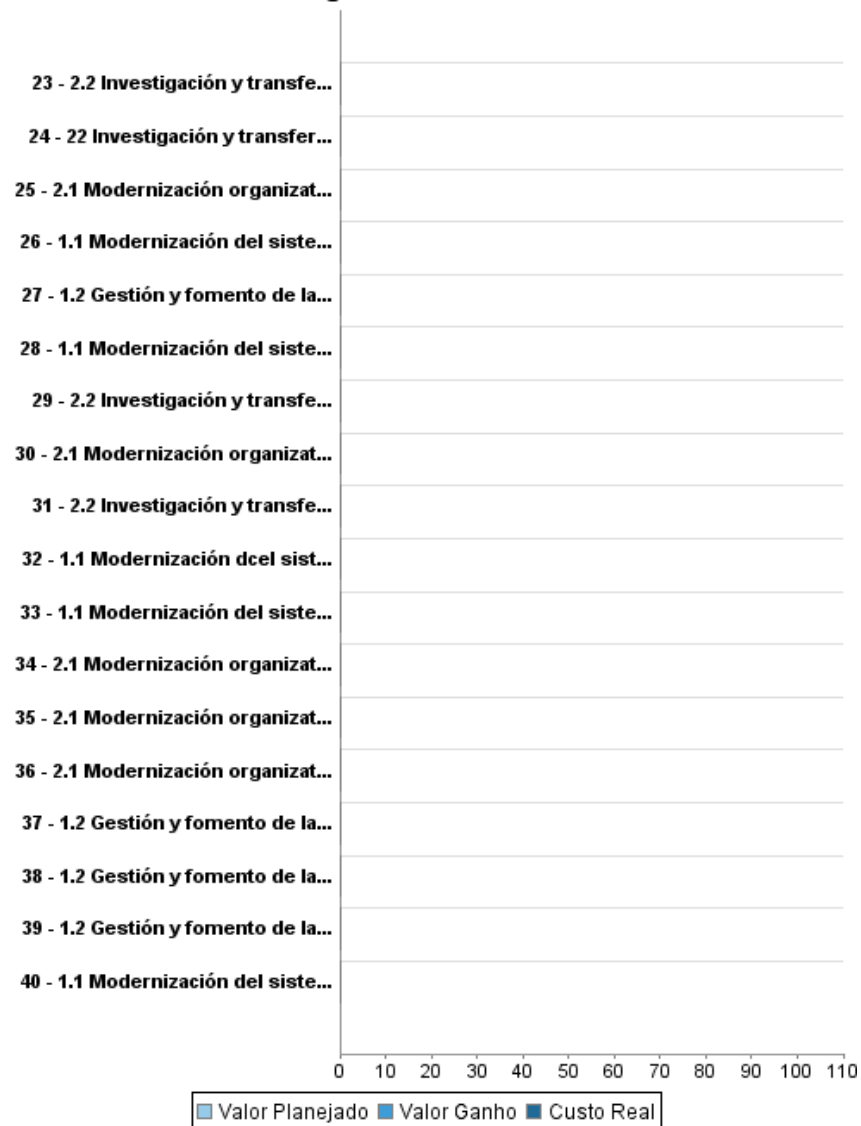 23 - 2.2 Investigación y transfe...
24 - 22 Investigación y transfer...
25 - 2.1 Modernización organizat...
26 - 1.1 Modernización del siste...
27 - 1.2 Gestión y fomento de la...
28 - 1.1 Modernización del siste...
29 - 2.2 Investigación y transfe...
30 - 2.1 Modernización organizat...
31 - 2.2 Investigación y transfe...
32 - 1.1 Modernización dcel sist...
33 - 1.1 Modernización del siste...
34 - 2.1 Modernización organizat...
35 - 2.1 Modernización organizat...
36 - 2.1 Modernización organizat...
37 - 1.2 Gestión y fomento de la...
38 - 1.2 Gestión y fomento de la...
39 - 1.2 Gestión y fomento de la...
40 - 1.1 Modernización del siste...
0 10 20 30 40 50 60 70 80 90 100 110
Valor Planejado Valor Ganho Custo Real